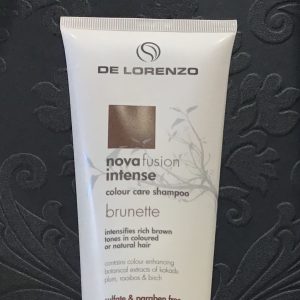 DE LORENZO
novafusion
intense
colour care shampoo
brunette
intensifies rich brown
tones in coloured
or natural hair
contains colour enhancing
botanical extracts of kakadu
plum, rooibos & birch
sulfate & paraben free